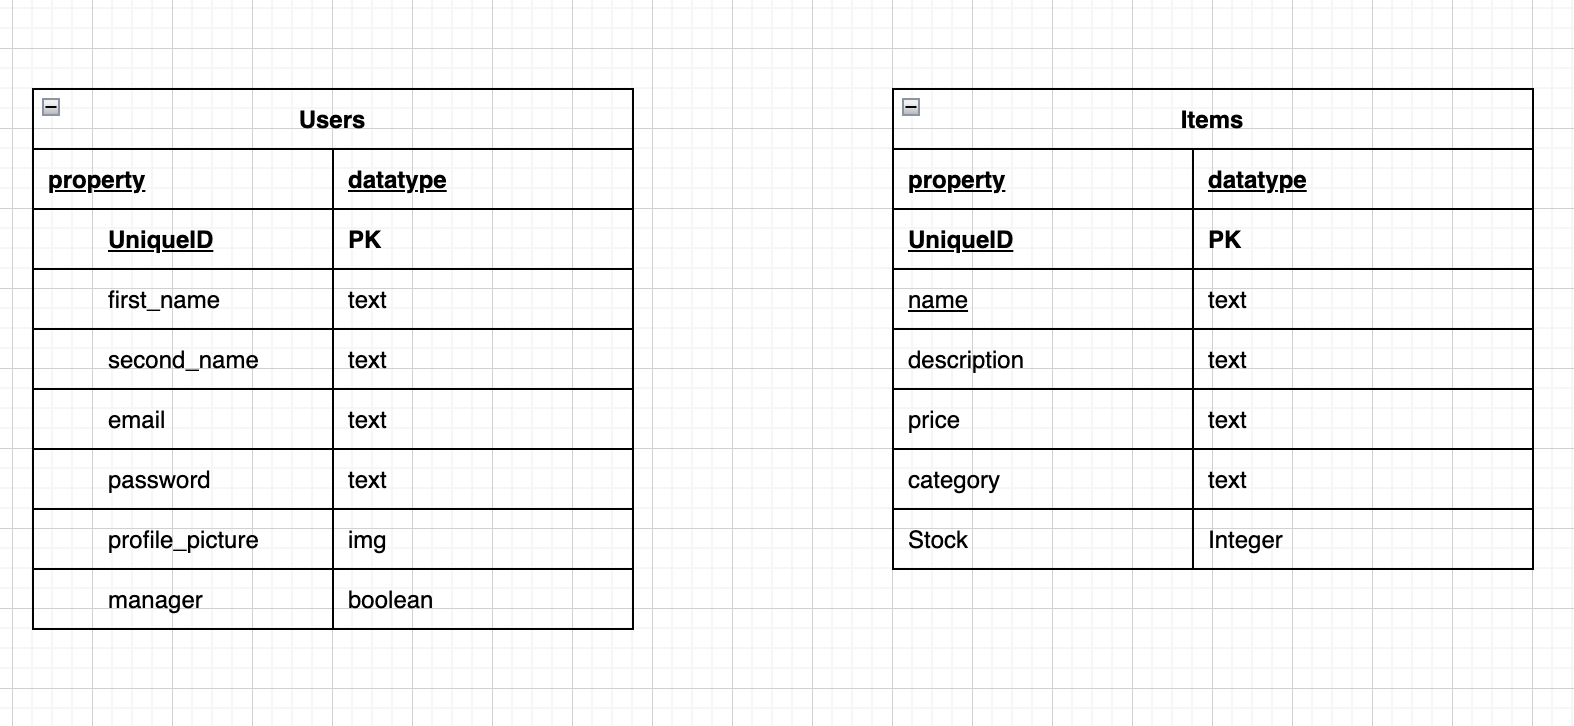 Users
property datatype
UniqueID PK
first_name text
second_name text
email text
password text
profile_picture img
manager boolean
Items
property datatype
UniqueID PK
name text
description text
price text
category text
Stock Integer